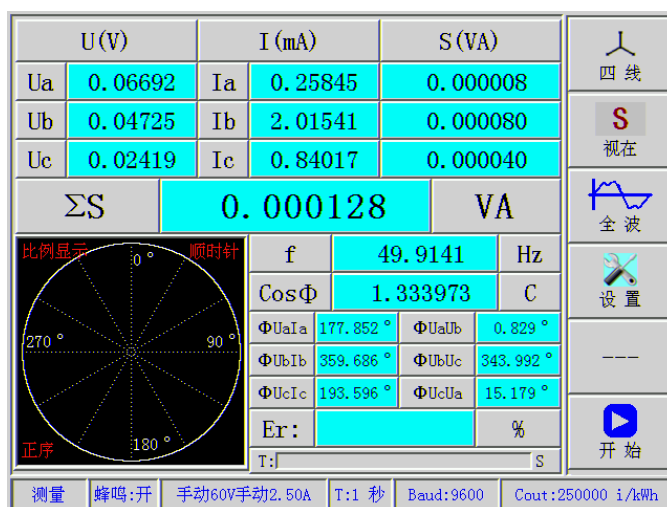 U(V) I(mA) S(VA)
Ua 0.06692 Ia 0.25845 0.000008
Ub 0.04725 Ib 2.01541 0.000080
Uc 0.02419 Ic 0.84017 0.000040
ΣS 0.000128 VA
比例显示 0° 顺时针
270° 90°
正序 180°
f 49.9141 Hz
CosΦ 1.333973 C
ΦUaIa 177.852° ΦUaUb 0.829°
ΦUbIb 359.686° ΦUbUc 343.992°
ΦUcIc 193.596° ΦUcUa 15.179°
Er: %
T: S
四线
S
视在
全波
设置
---
开始
测量 蜂鸣:开 手动60V手动2.50A T:1 秒 Baud:9600 Cout:250000 i/kWh